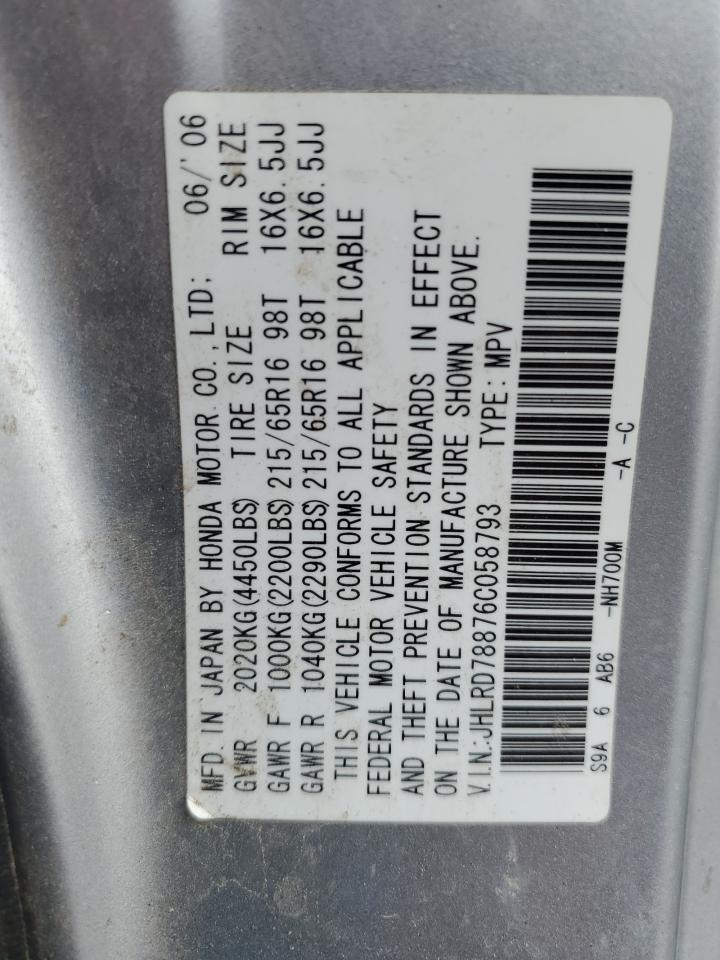 MFD. IN JAPAN BY HONDA MOTOR CO., LTD: 06/'06
GVWR 2020KG(4450LBS) TIRE SIZE RIM SIZE
GAWR F 1000KG(2200LBS) 215/65R16 98T 16X6.5JJ
GAWR R 1040KG(2290LBS) 215/65R16 98T 16X6.5JJ
THIS VEHICLE CONFORMS TO ALL APPLICABLE
FEDERAL MOTOR VEHICLE SAFETY
AND THEFT PREVENTION STANDARDS IN EFFECT
ON THE DATE OF MANUFACTURE SHOWN ABOVE.
V.I.N.:JHLRD78876C058793 TYPE: MPV
S9A 6 AB6 -NH700M -A -C